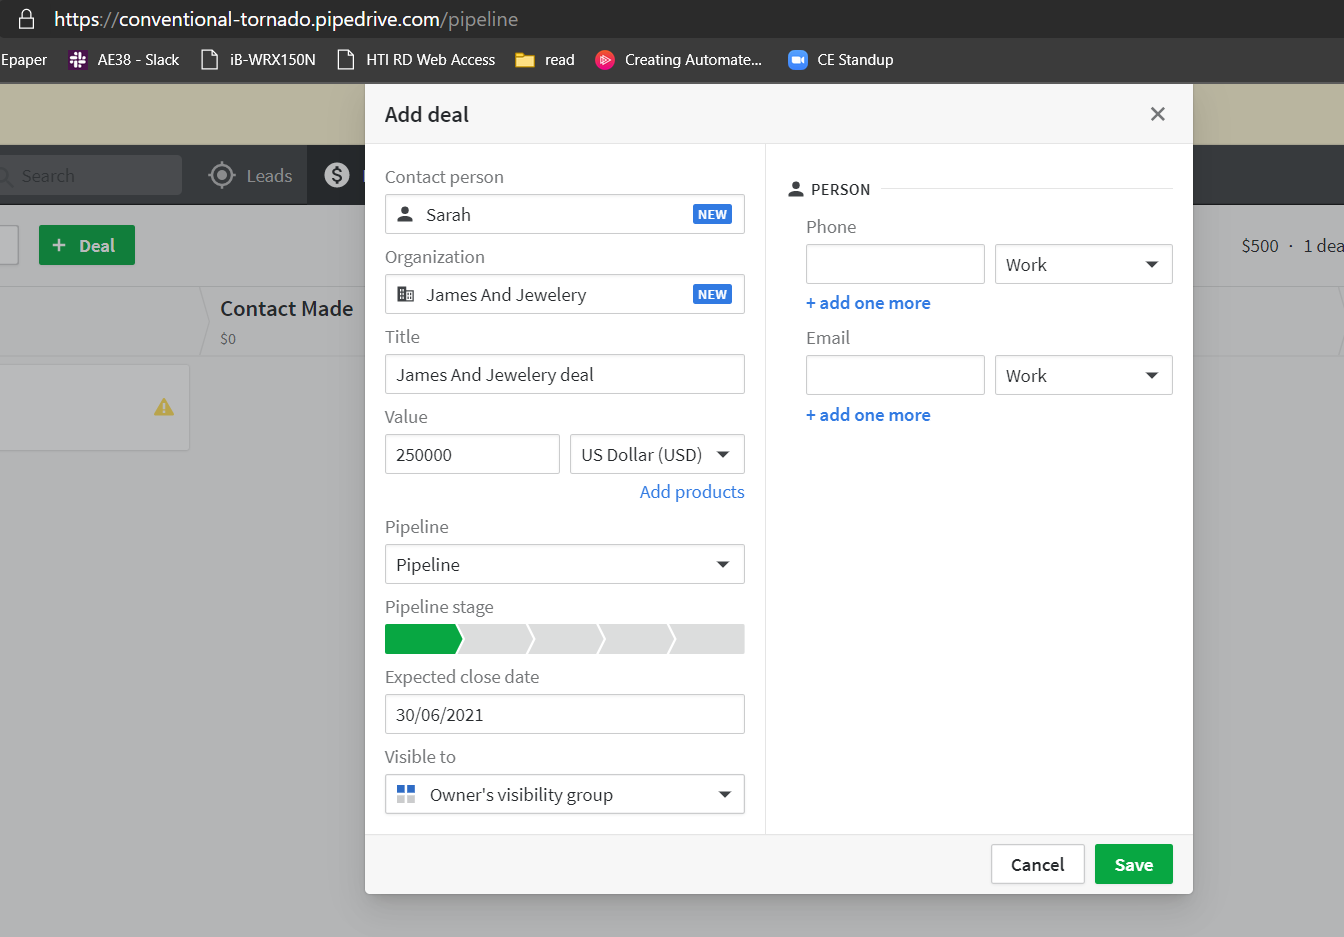 https://conventional-tornado.pipedrive.com/pipeline
Epaper AE38 - Slack iB-WRX150N HTI RD Web Access read Creating Automate... CE Standup
Add deal
Search Leads
Contact person
Sarah NEW
Organization
James And Jewelery NEW
Title
James And Jewelery deal
Value
250000 US Dollar (USD)
Add products
Pipeline
Pipeline
Pipeline stage
Expected close date
30/06/2021
Visible to
Owner's visibility group
PERSON
Phone
Work
+ add one more
Email
Work
+ add one more
Cancel Save
+ Deal
$500 · 1 dea
Contact Made
$0